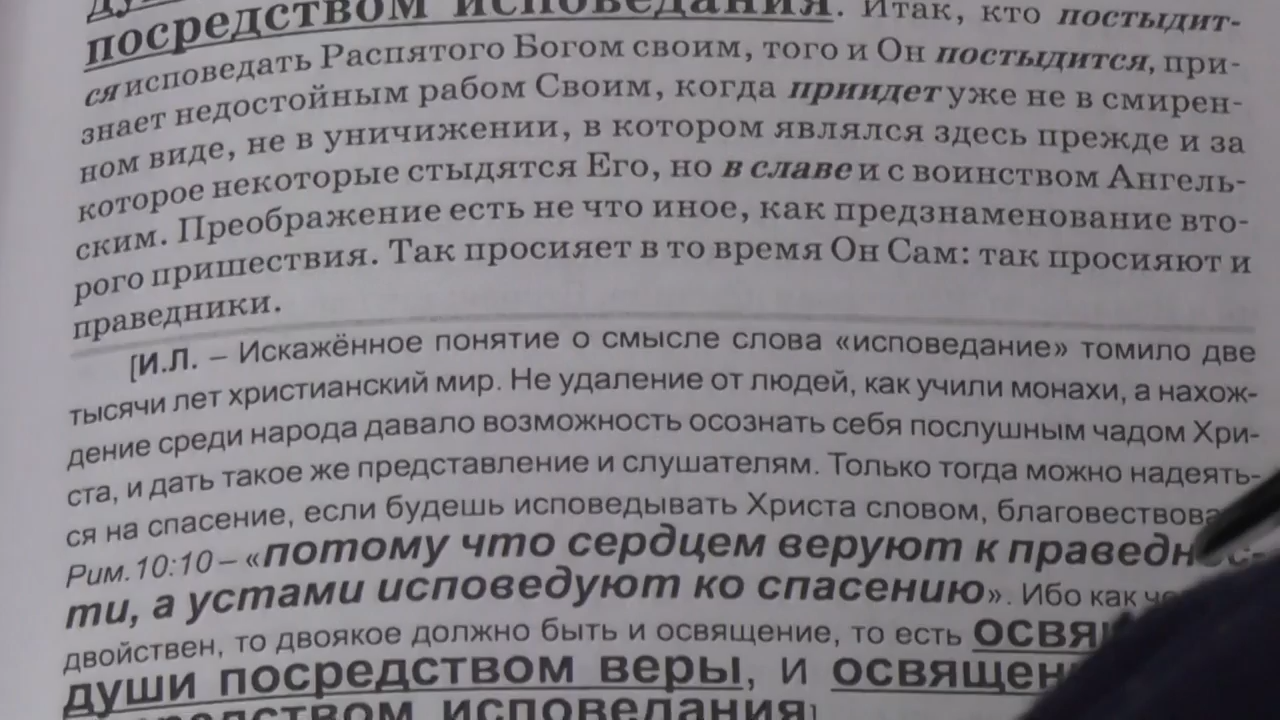 посредством исповедания. Итак, кто постыдит-
ся исповедать Распятого Богом своим, того и Он постыдится, при-
знает недостойным рабом Своим, когда приидет уже не в смирен-
ном виде, не в уничижении, в котором являлся здесь прежде и за
которое некоторые стыдятся Его, но в славе и с воинством Ангель-
ским. Преображение есть не что иное, как предзнаменование вто-
рого пришествия. Так просияет в то время Он Сам: так просияют и
праведники.
[И.Л. – Искажённое понятие о смысле слова «исповедание» томило две
тысячи лет христианский мир. Не удаление от людей, как учили монахи, а нахож-
дение среди народа давало возможность осознать себя послушным чадом Хри-
ста, и дать такое же представление и слушателям. Только тогда можно надеять-
ся на спасение, если будешь исповедывать Христа словом,
Рим.10:10 – «потому что сердцем веруют к
ти, а устами исповедуют ко спасению». Ибо как
двойствен, то двоякое должно быть и освящение, то есть
души посредством веры, и
исповедания]